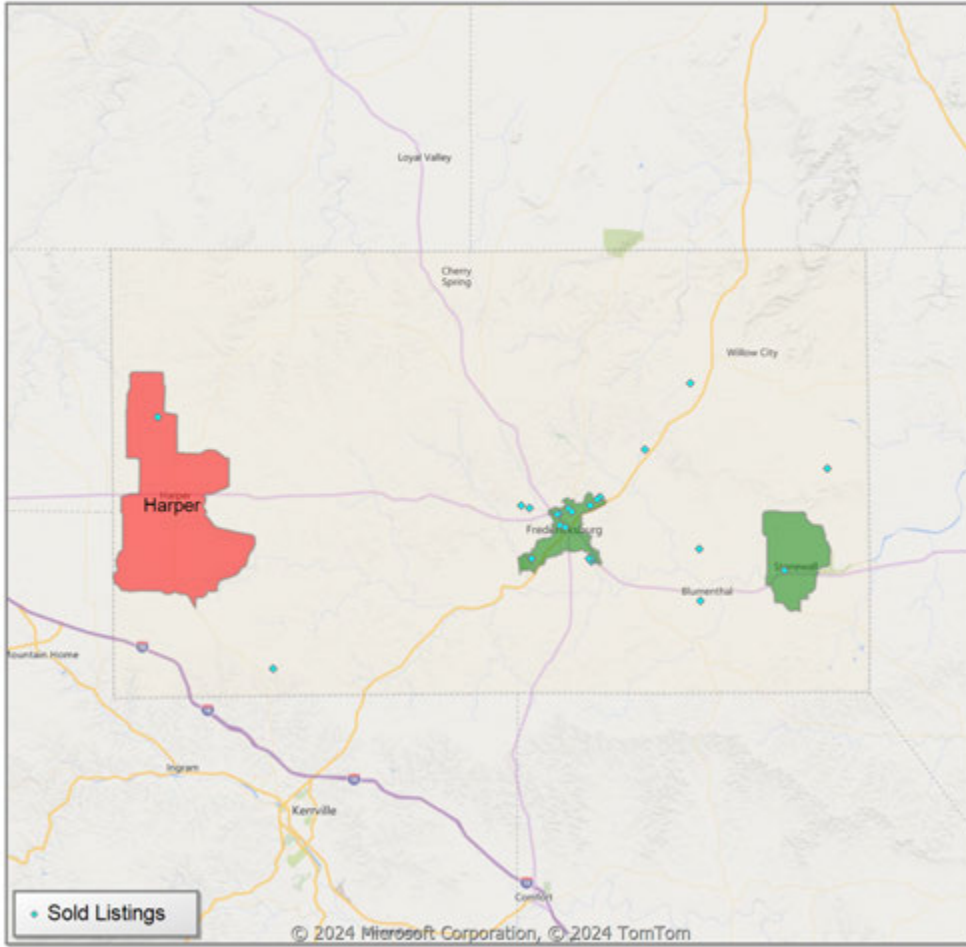 Loyal Valley
Cherry
Spring
Willow City
Harper
Harper
Fredericksburg
Stonewall
Blumenthal
Mountain Home
Ingram
Kerrville
Comfort
Sold Listings
© 2024 Microsoft Corporation, © 2024 TomTom